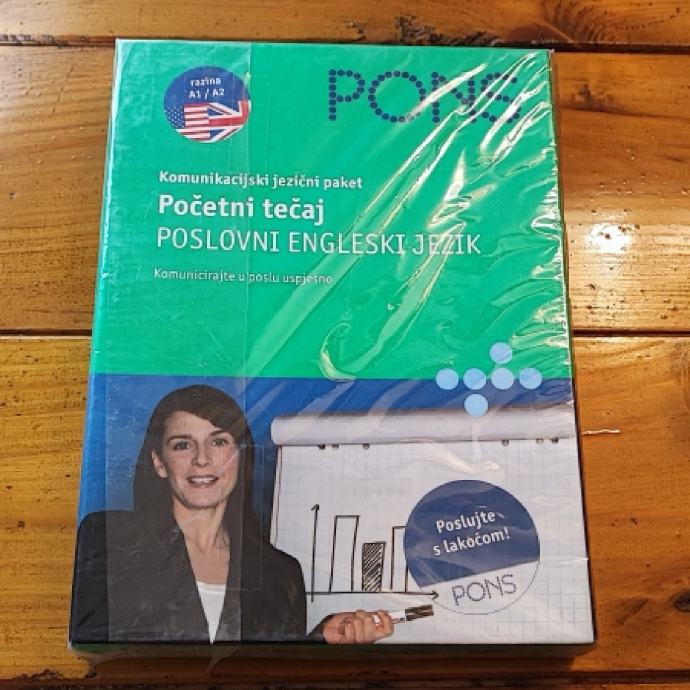 razina
A1 / A2
PONS
Komunikacijski jezični paket
Početni tečaj
POSLOVNI ENGLESKI JEZIK
Komunicirajte u poslu uspješno
Poslujte
s lakoćom!
PONS